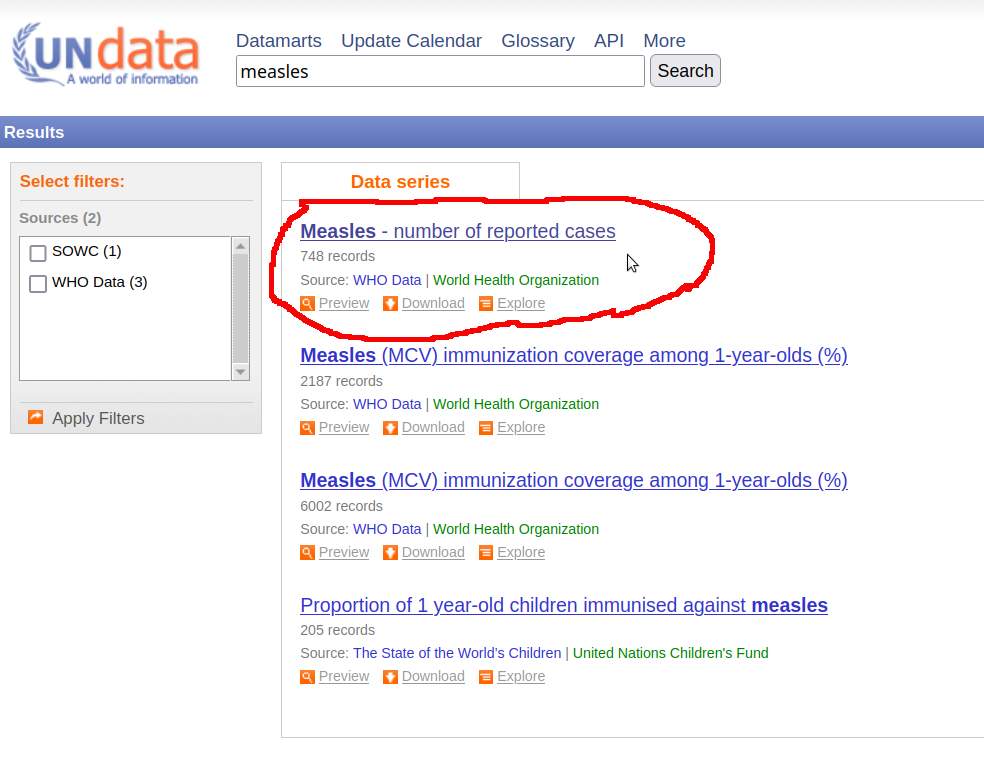 UNdata
A world of information
Datamarts Update Calendar Glossary API More
measles
Search
Results
Select filters:
Sources (2)
SOWC (1)
WHO Data (3)
Apply Filters
Data series
Measles - number of reported cases
748 records
Source: WHO Data | World Health Organization
Preview Download Explore
Measles (MCV) immunization coverage among 1-year-olds (%)
2187 records
Source: WHO Data | World Health Organization
Preview Download Explore
Measles (MCV) immunization coverage among 1-year-olds (%)
6002 records
Source: WHO Data | World Health Organization
Preview Download Explore
Proportion of 1 year-old children immunised against measles
205 records
Source: The State of the World’s Children | United Nations Children's Fund
Preview Download Explore